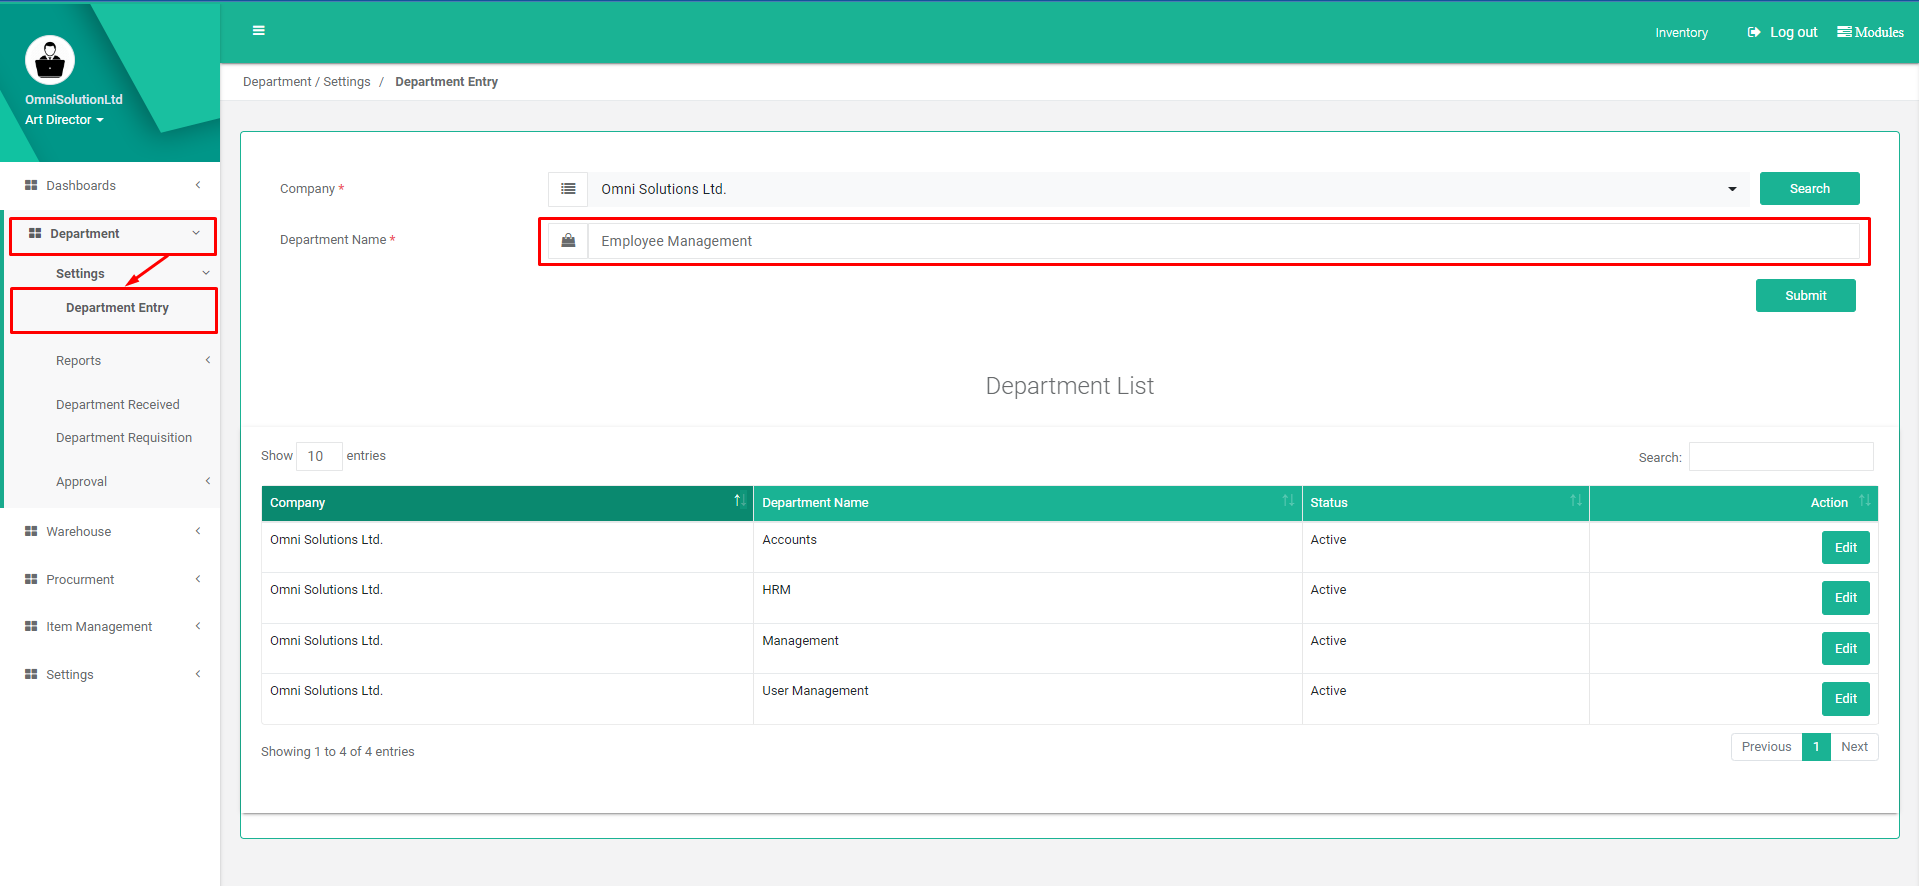 Inventory
Log out
Modules
OmniSolutionLtd
Art Director
Department / Settings / Department Entry
Dashboards
Department
Settings
Department Entry
Reports
Department Received
Department Requisition
Approval
Warehouse
Procurment
Item Management
Settings
Company * Omni Solutions Ltd. Search
Department Name * Employee Management
Submit
Department List
Show 10 entries Search:
Company Department Name Status Action
Omni Solutions Ltd. Accounts Active Edit
Omni Solutions Ltd. HRM Active Edit
Omni Solutions Ltd. Management Active Edit
Omni Solutions Ltd. User Management Active Edit
Showing 1 to 4 of 4 entries Previous 1 Next